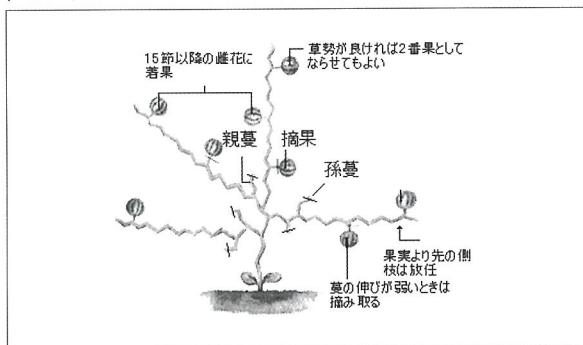 草勢が良ければ2番果として
ならせてもよい
15節以降の雌花に
着果
親蔓
摘果
孫蔓
果実より先の側
枝は放任
蔓の伸びが弱いときは
摘み取る